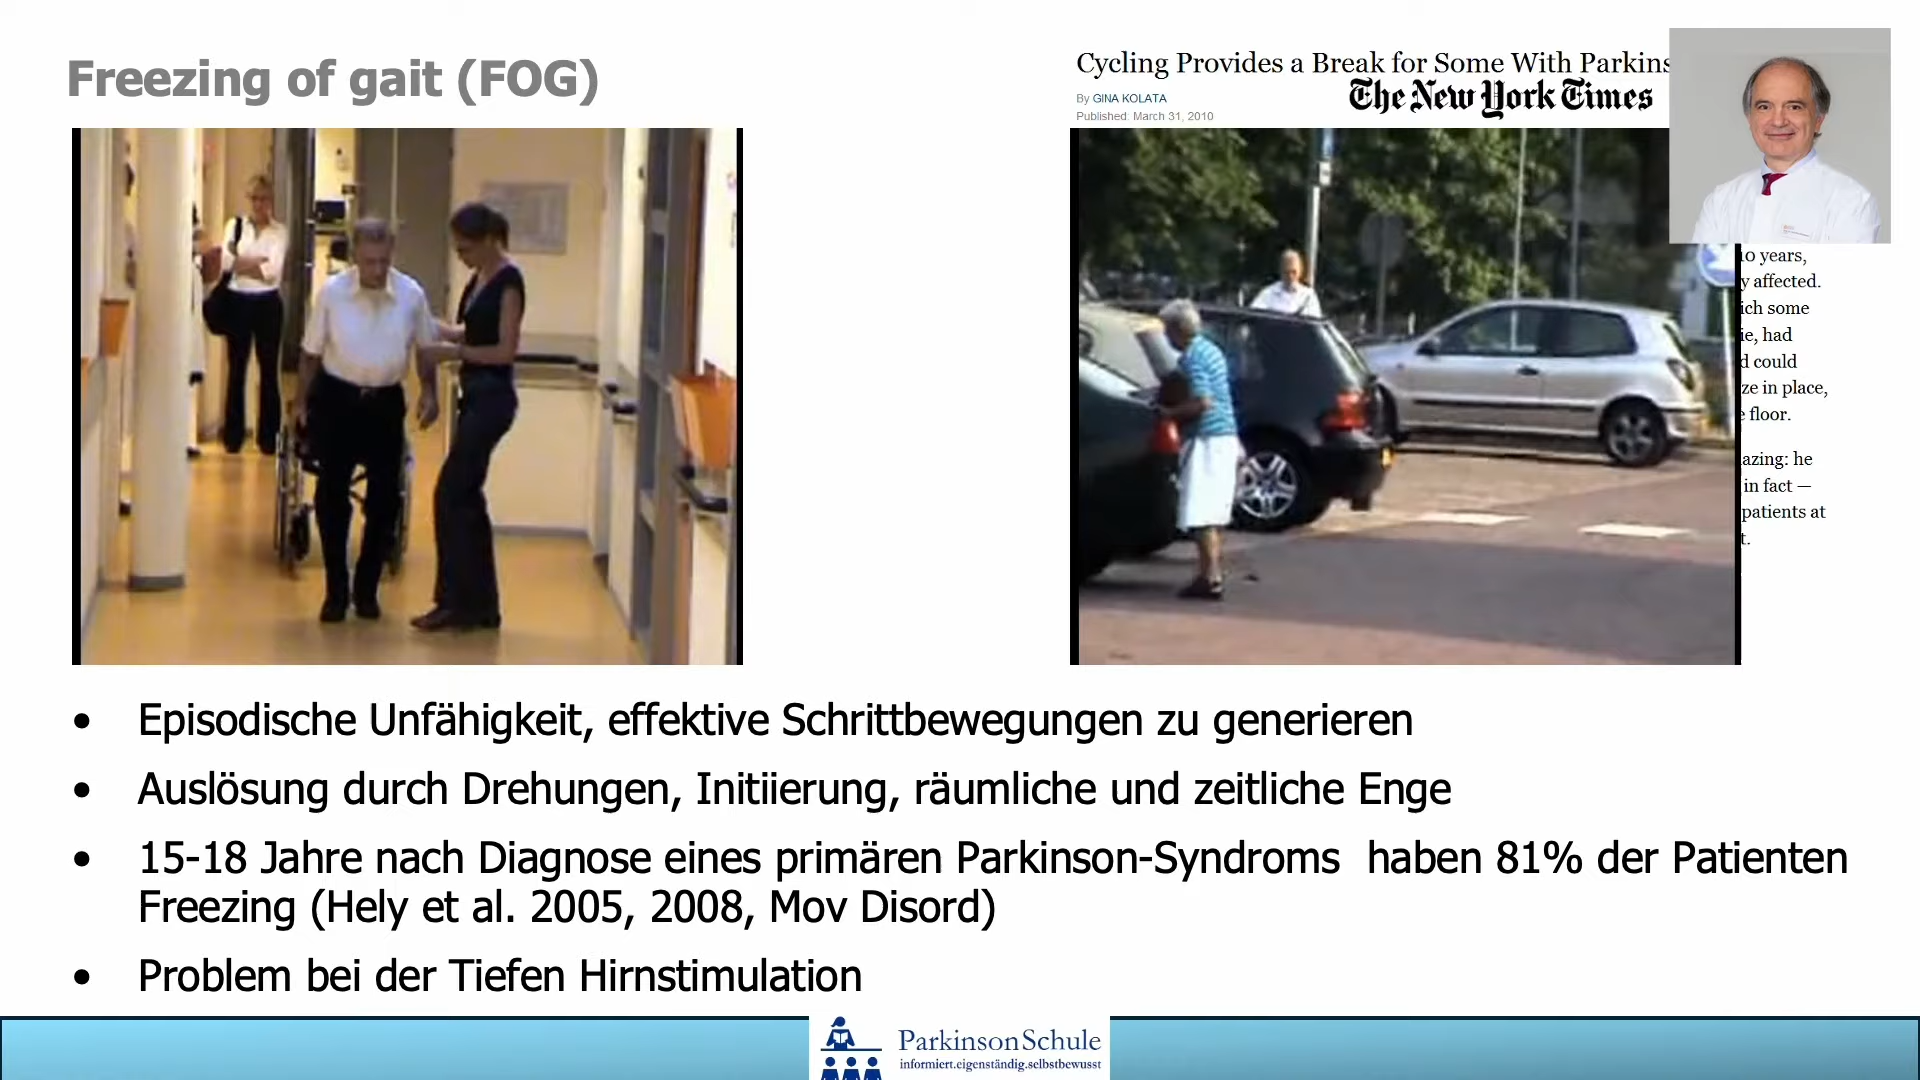 Freezing of gait (FOG)
Cycling Provides a Break for Some With Parkins
The New York Times
By GINA KOLATA
Published: March 31, 2010
10 years,
y affected.
ich some
ie, had
d could
ze in place,
e floor.
azing: he
in fact —
patients at
t.
• Episodische Unfähigkeit, effektive Schrittbewegungen zu generieren
• Auslösung durch Drehungen, Initiierung, räumliche und zeitliche Enge
• 15-18 Jahre nach Diagnose eines primären Parkinson-Syndroms haben 81% der Patienten
Freezing (Hely et al. 2005, 2008, Mov Disord)
• Problem bei der Tiefen Hirnstimulation
ParkinsonSchule
informiert.eigenständig.selbstbewusst